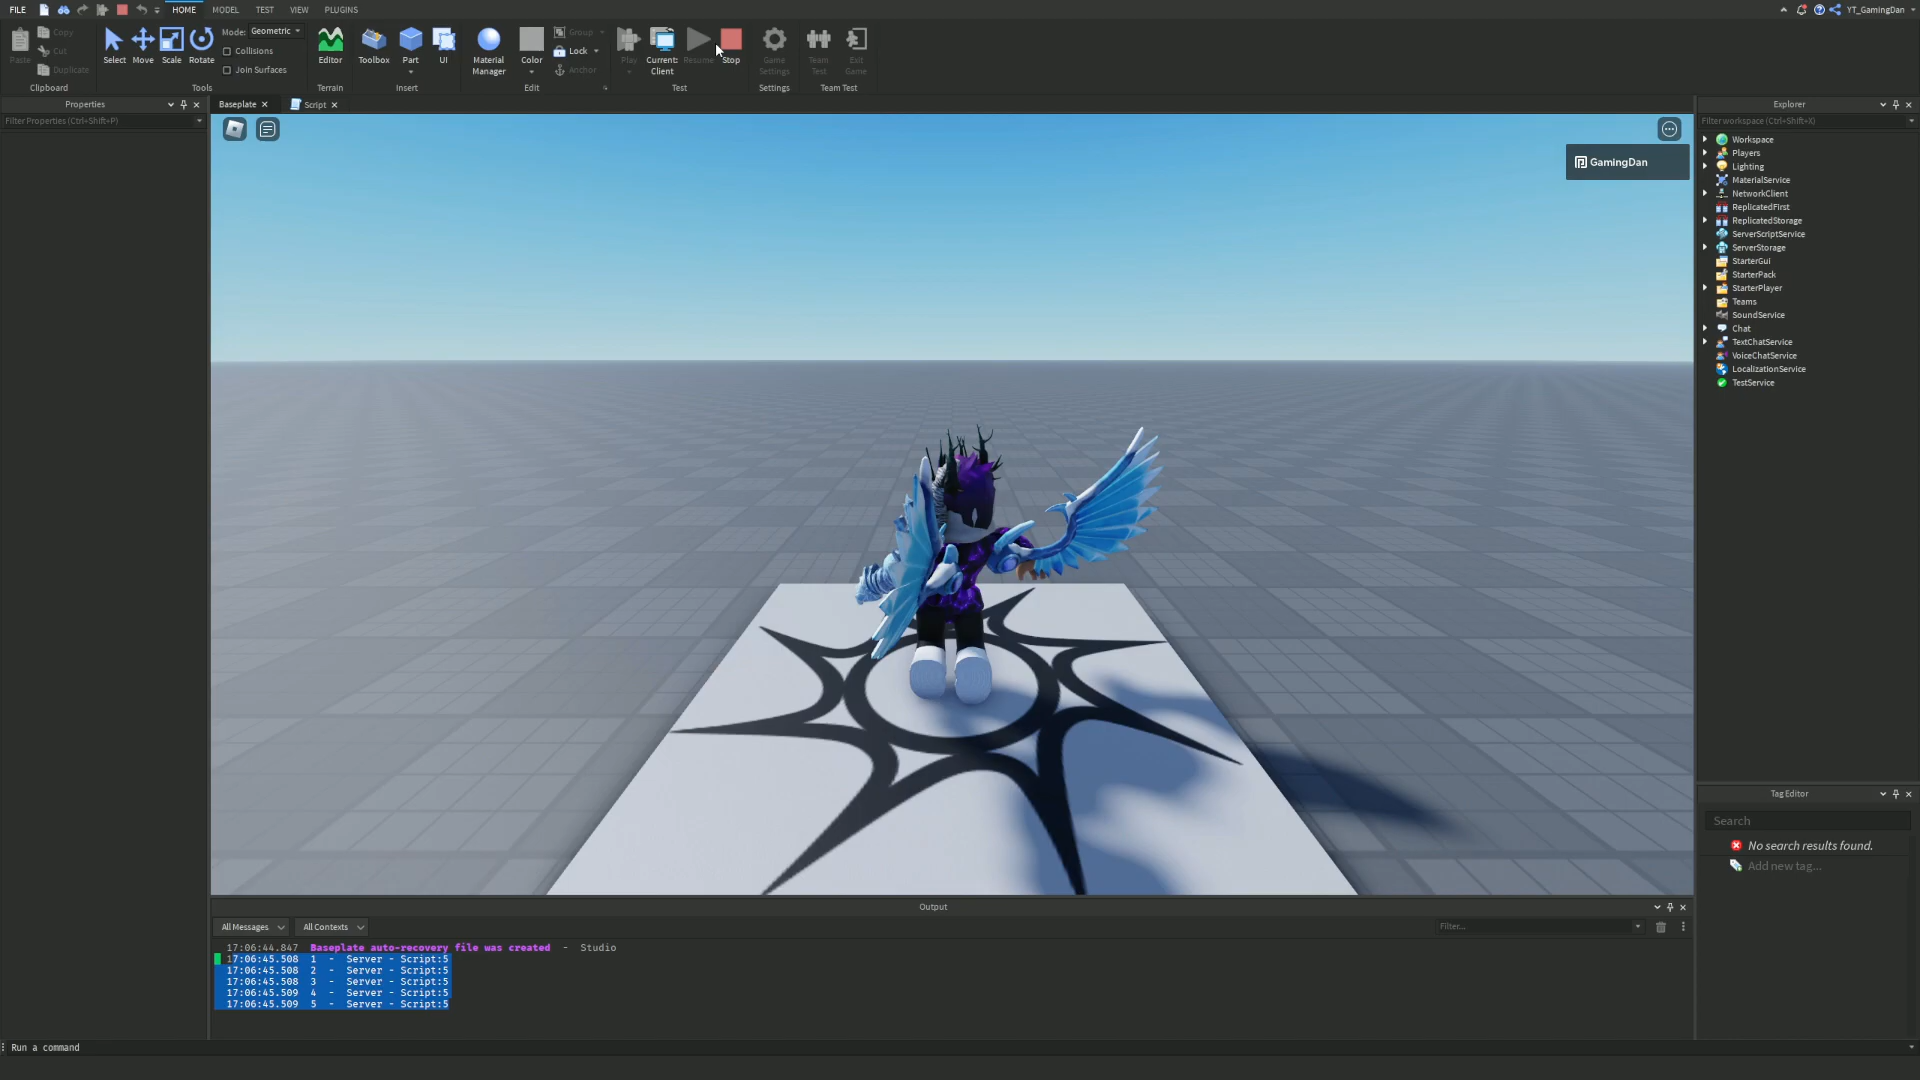 FILE HOME MODEL TEST VIEW PLUGINS YT_GamingDan
Paste Copy Cut Duplicate
Select Move Scale Rotate
Mode: Geometric
Collisions
Join Surfaces
Editor Toolbox Part UI
Material Manager
Color
Group
Lock
Anchor
Play
Current: Client
Resume
Stop
Game Settings
Team Test
Exit Game
Clipboard Tools Terrain Insert Edit Test Settings Team Test
Properties
Filter Properties (Ctrl+Shift+P)
Baseplate Script
GamingDan
Explorer
Filter workspace (Ctrl+Shift+X)
Workspace
Players
Lighting
MaterialService
NetworkClient
ReplicatedFirst
ReplicatedStorage
ServerScriptService
ServerStorage
StarterGui
StarterPack
StarterPlayer
Teams
SoundService
Chat
TextChatService
VoiceChatService
LocalizationService
TestService
Tag Editor
Search
No search results found.
Add new tag...
Output
All Messages All Contexts Filter...
17:06:44.847 Baseplate auto-recovery file was created - Studio
17:06:45.508 1 - Server - Script:5
17:06:45.508 2 - Server - Script:5
17:06:45.508 3 - Server - Script:5
17:06:45.509 4 - Server - Script:5
17:06:45.509 5 - Server - Script:5
Run a command